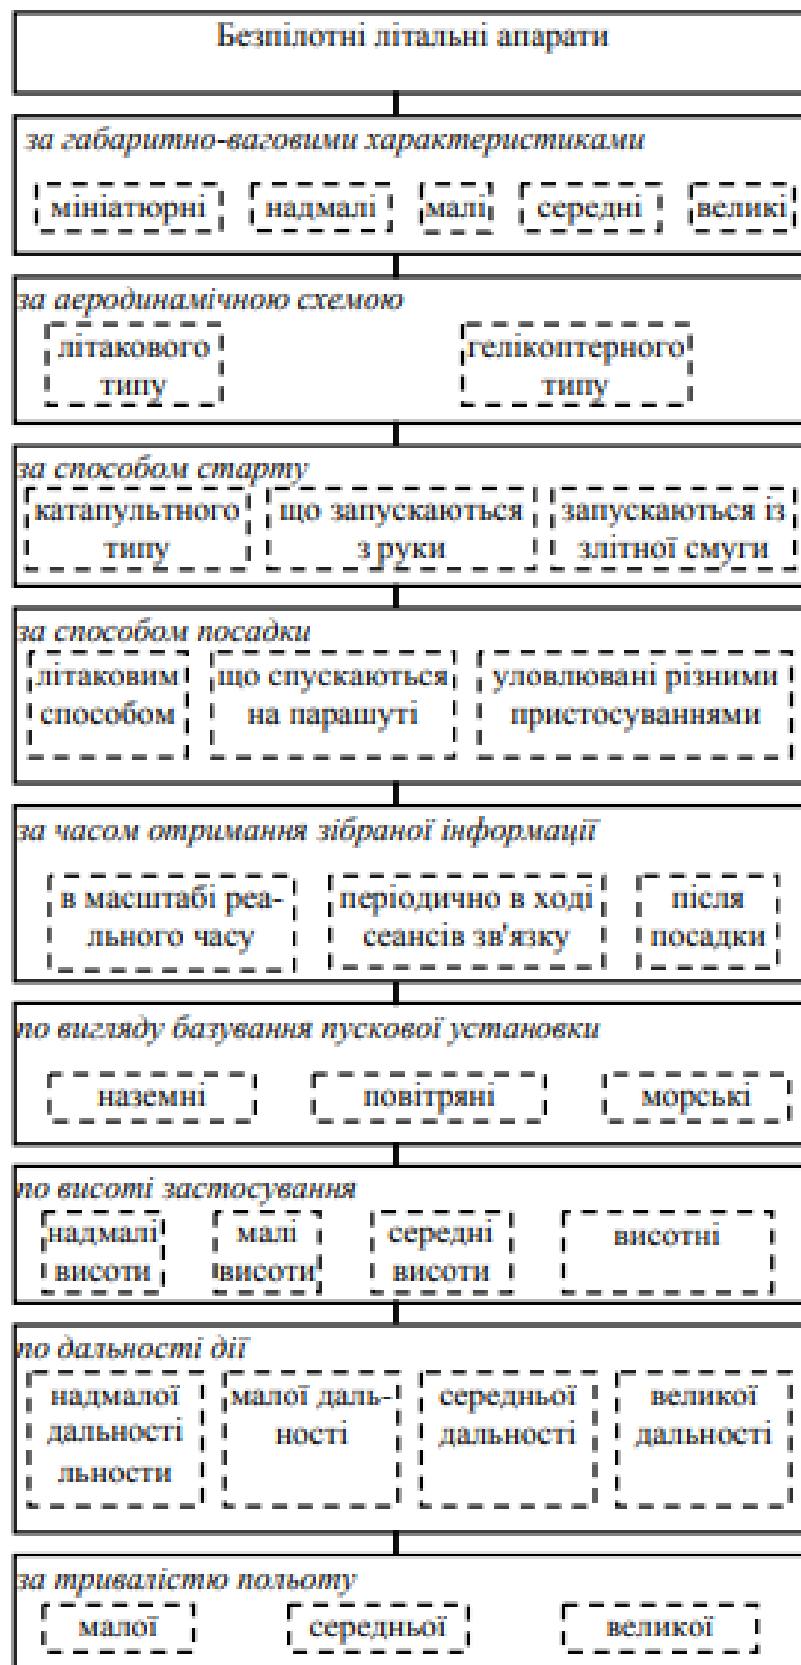 Безпілотні літальні апарати
за габаритно-ваговими характеристиками
мініатюрні надмалі малі середні великі
за аеродинамічною схемою
літакового гелікоптерного
типу типу
за способом старту
катапультного що запускаються запускаються із
типу з руки злітної смуги
за способом посадки
літаковим що спускаються уловлювані різними
способом на парашуті пристосуваннями
за часом отримання зібраної інформації
в масштабі реа- періодично в ході після
льного часу сеансів зв'язку посадки
по вигляду базування пускової установки
наземні повітряні морські
по висоті застосування
надмалі малі середні висотні
висоти висоти висоти
по дальності дії
надмалої малої даль- середньої великої
дальності ності дальності дальності
льности
за тривалістю польоту
малої середньої великої